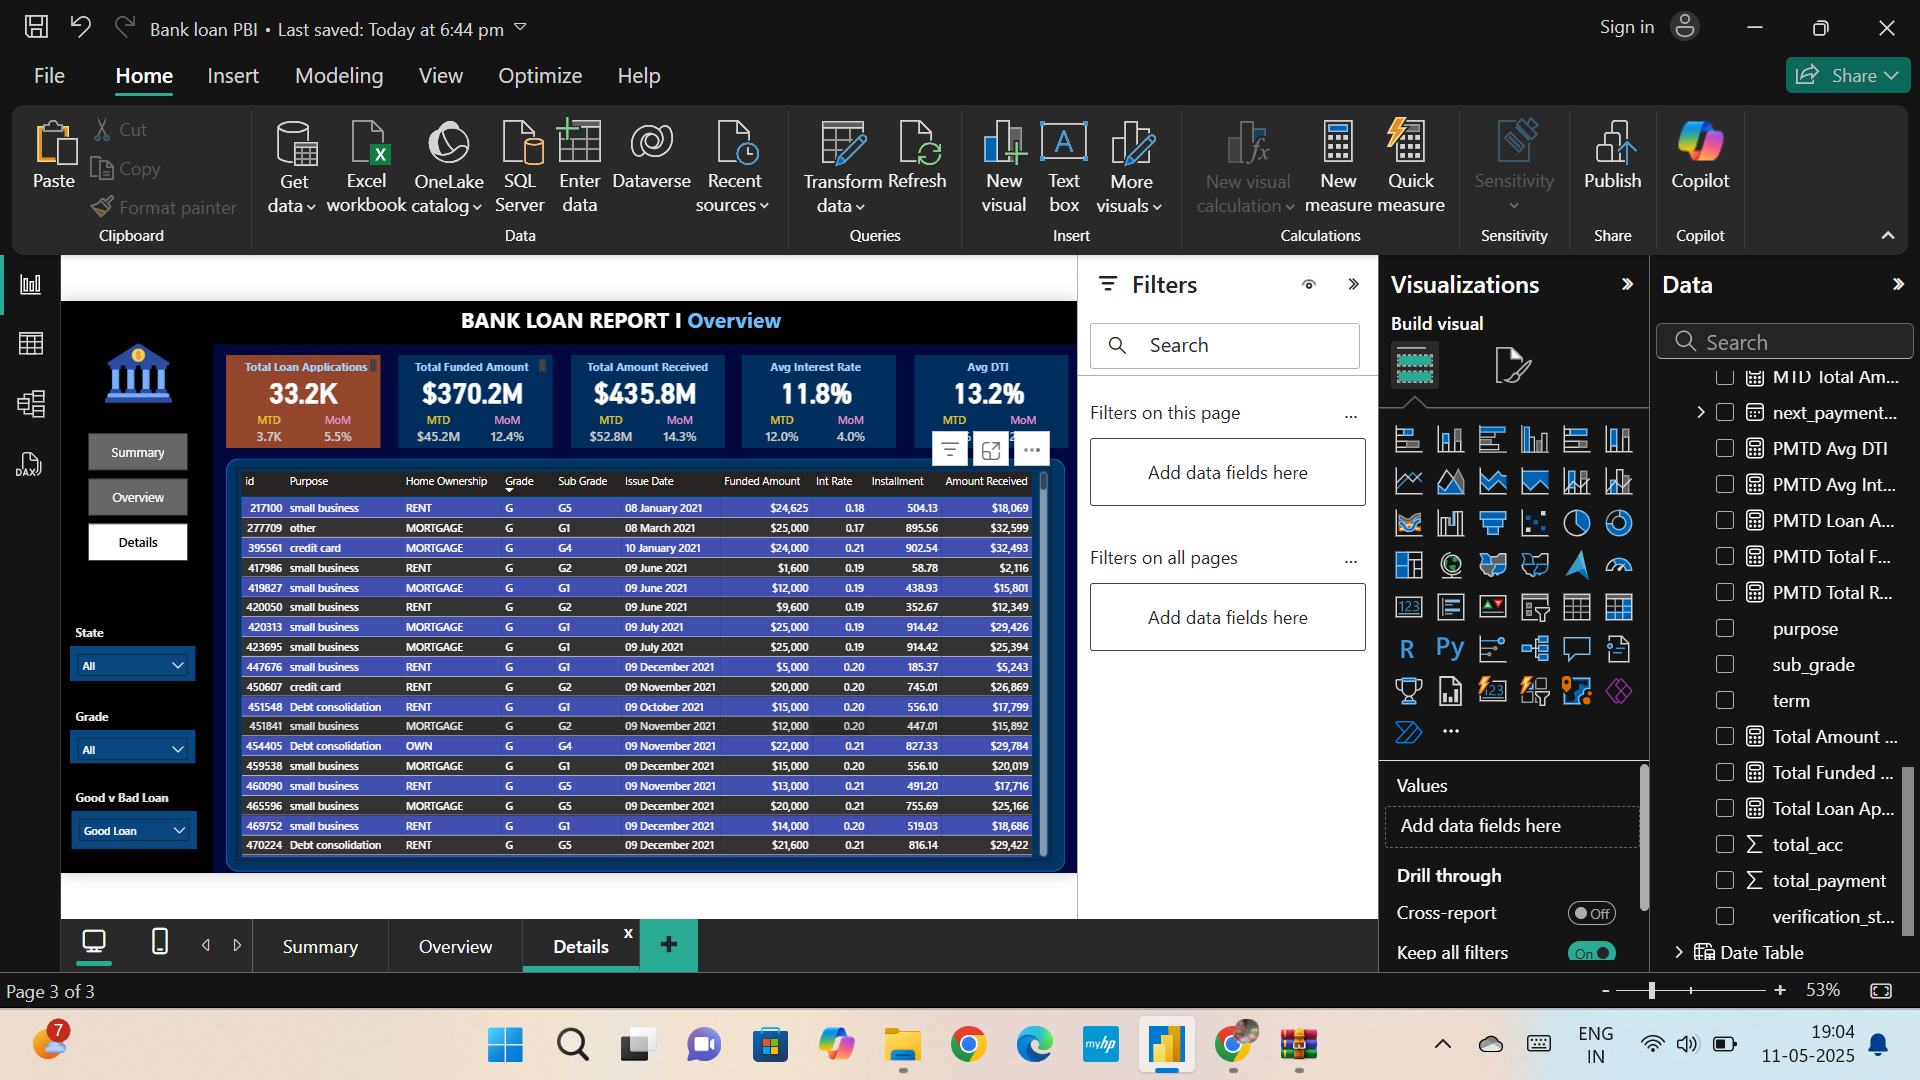 Bank loan PBI • Last saved: Today at 6:44 pm
Sign in
File Home Insert Modeling View Optimize Help
Share
Paste
Cut
Copy
Format painter
Clipboard
Get data
Excel workbook
OneLake catalog
SQL Server
Enter data
Dataverse
Recent sources
Data
Transform data
Refresh
Queries
New visual
Text box
More visuals
Insert
New visual calculation
New measure
Quick measure
Calculations
Sensitivity
Sensitivity
Publish
Share
Copilot
Copilot
DAX
BANK LOAN REPORT I Overview
Summary
Overview
Details
State
All
Grade
All
Good v Bad Loan
Good Loan
Total Loan Applications
33.2K
MTD MoM
3.7K 5.5%
Total Funded Amount
$370.2M
MTD MoM
$45.2M 12.4%
Total Amount Received
$435.8M
MTD MoM
$52.8M 14.3%
Avg Interest Rate
11.8%
MTD MoM
12.0% 4.0%
Avg DTI
13.2%
MTD MoM
id Purpose Home Ownership Grade Sub Grade Issue Date Funded Amount Int Rate Installment Amount Received
217100 small business RENT G G5 08 January 2021 $24,625 0.18 504.13 $18,069
277709 other MORTGAGE G G1 08 March 2021 $25,000 0.17 895.56 $32,599
395561 credit card MORTGAGE G G4 10 January 2021 $24,000 0.21 902.54 $32,493
417986 small business RENT G G2 09 June 2021 $1,600 0.19 58.78 $2,116
419827 small business MORTGAGE G G1 09 June 2021 $12,000 0.19 438.93 $15,801
420050 small business RENT G G2 09 June 2021 $9,600 0.19 352.67 $12,349
420313 small business MORTGAGE G G1 09 July 2021 $25,000 0.19 914.42 $29,426
423695 small business MORTGAGE G G1 09 July 2021 $25,000 0.19 914.42 $25,394
447676 small business RENT G G1 09 December 2021 $5,000 0.20 185.37 $5,243
450607 credit card RENT G G2 09 November 2021 $20,000 0.20 745.01 $26,869
451548 Debt consolidation RENT G G1 09 October 2021 $15,000 0.20 556.10 $17,799
451841 small business MORTGAGE G G2 09 November 2021 $12,000 0.20 447.01 $15,892
454405 Debt consolidation OWN G G4 09 November 2021 $22,000 0.21 827.33 $29,784
459538 small business MORTGAGE G G1 09 December 2021 $15,000 0.20 556.10 $20,019
460090 small business RENT G G5 09 November 2021 $13,000 0.21 491.20 $17,716
465596 small business MORTGAGE G G5 09 December 2021 $20,000 0.21 755.69 $25,166
469752 small business RENT G G1 09 December 2021 $14,000 0.20 519.03 $18,686
470224 Debt consolidation RENT G G5 09 December 2021 $21,600 0.21 816.14 $29,422
Filters
Search
Filters on this page
Add data fields here
Filters on all pages
Add data fields here
Visualizations
Build visual
123
R
Py
123
Values
Add data fields here
Drill through
Cross-report
Off
Keep all filters
On
Data
Search
MTD Total Am...
next_payment...
PMTD Avg DTI
PMTD Avg Int...
PMTD Loan A...
PMTD Total F...
PMTD Total R...
purpose
sub_grade
term
Total Amount ...
Total Funded ...
Total Loan Ap...
total_acc
total_payment
verification_st...
Date Table
Summary Overview Details x
Page 3 of 3
- + 53%
7
myhp
ENG
IN
19:04
11-05-2025